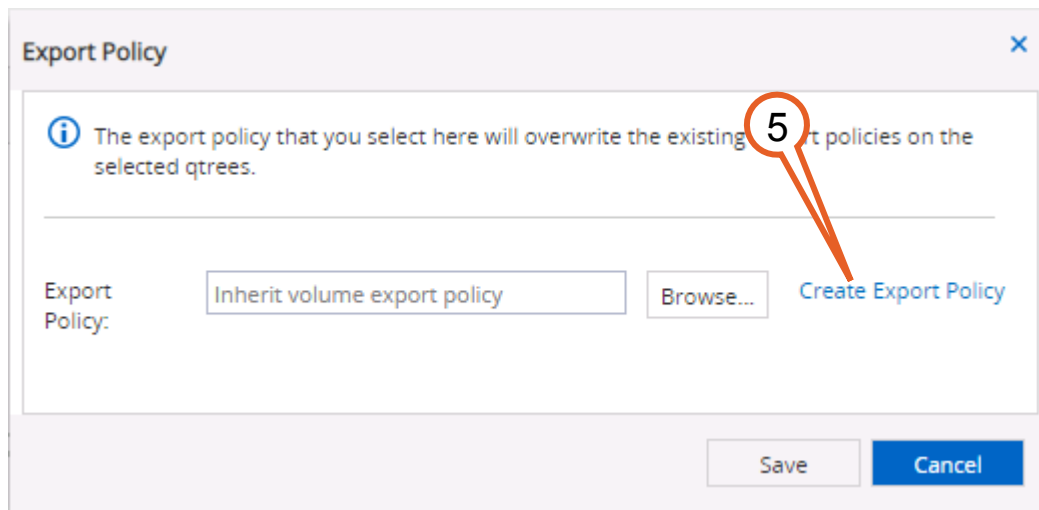 Export Policy
The export policy that you select here will overwrite the existing rt policies on the
selected qtrees.
5
Export
Policy:
Inherit volume export policy
Browse...
Create Export Policy
Save
Cancel